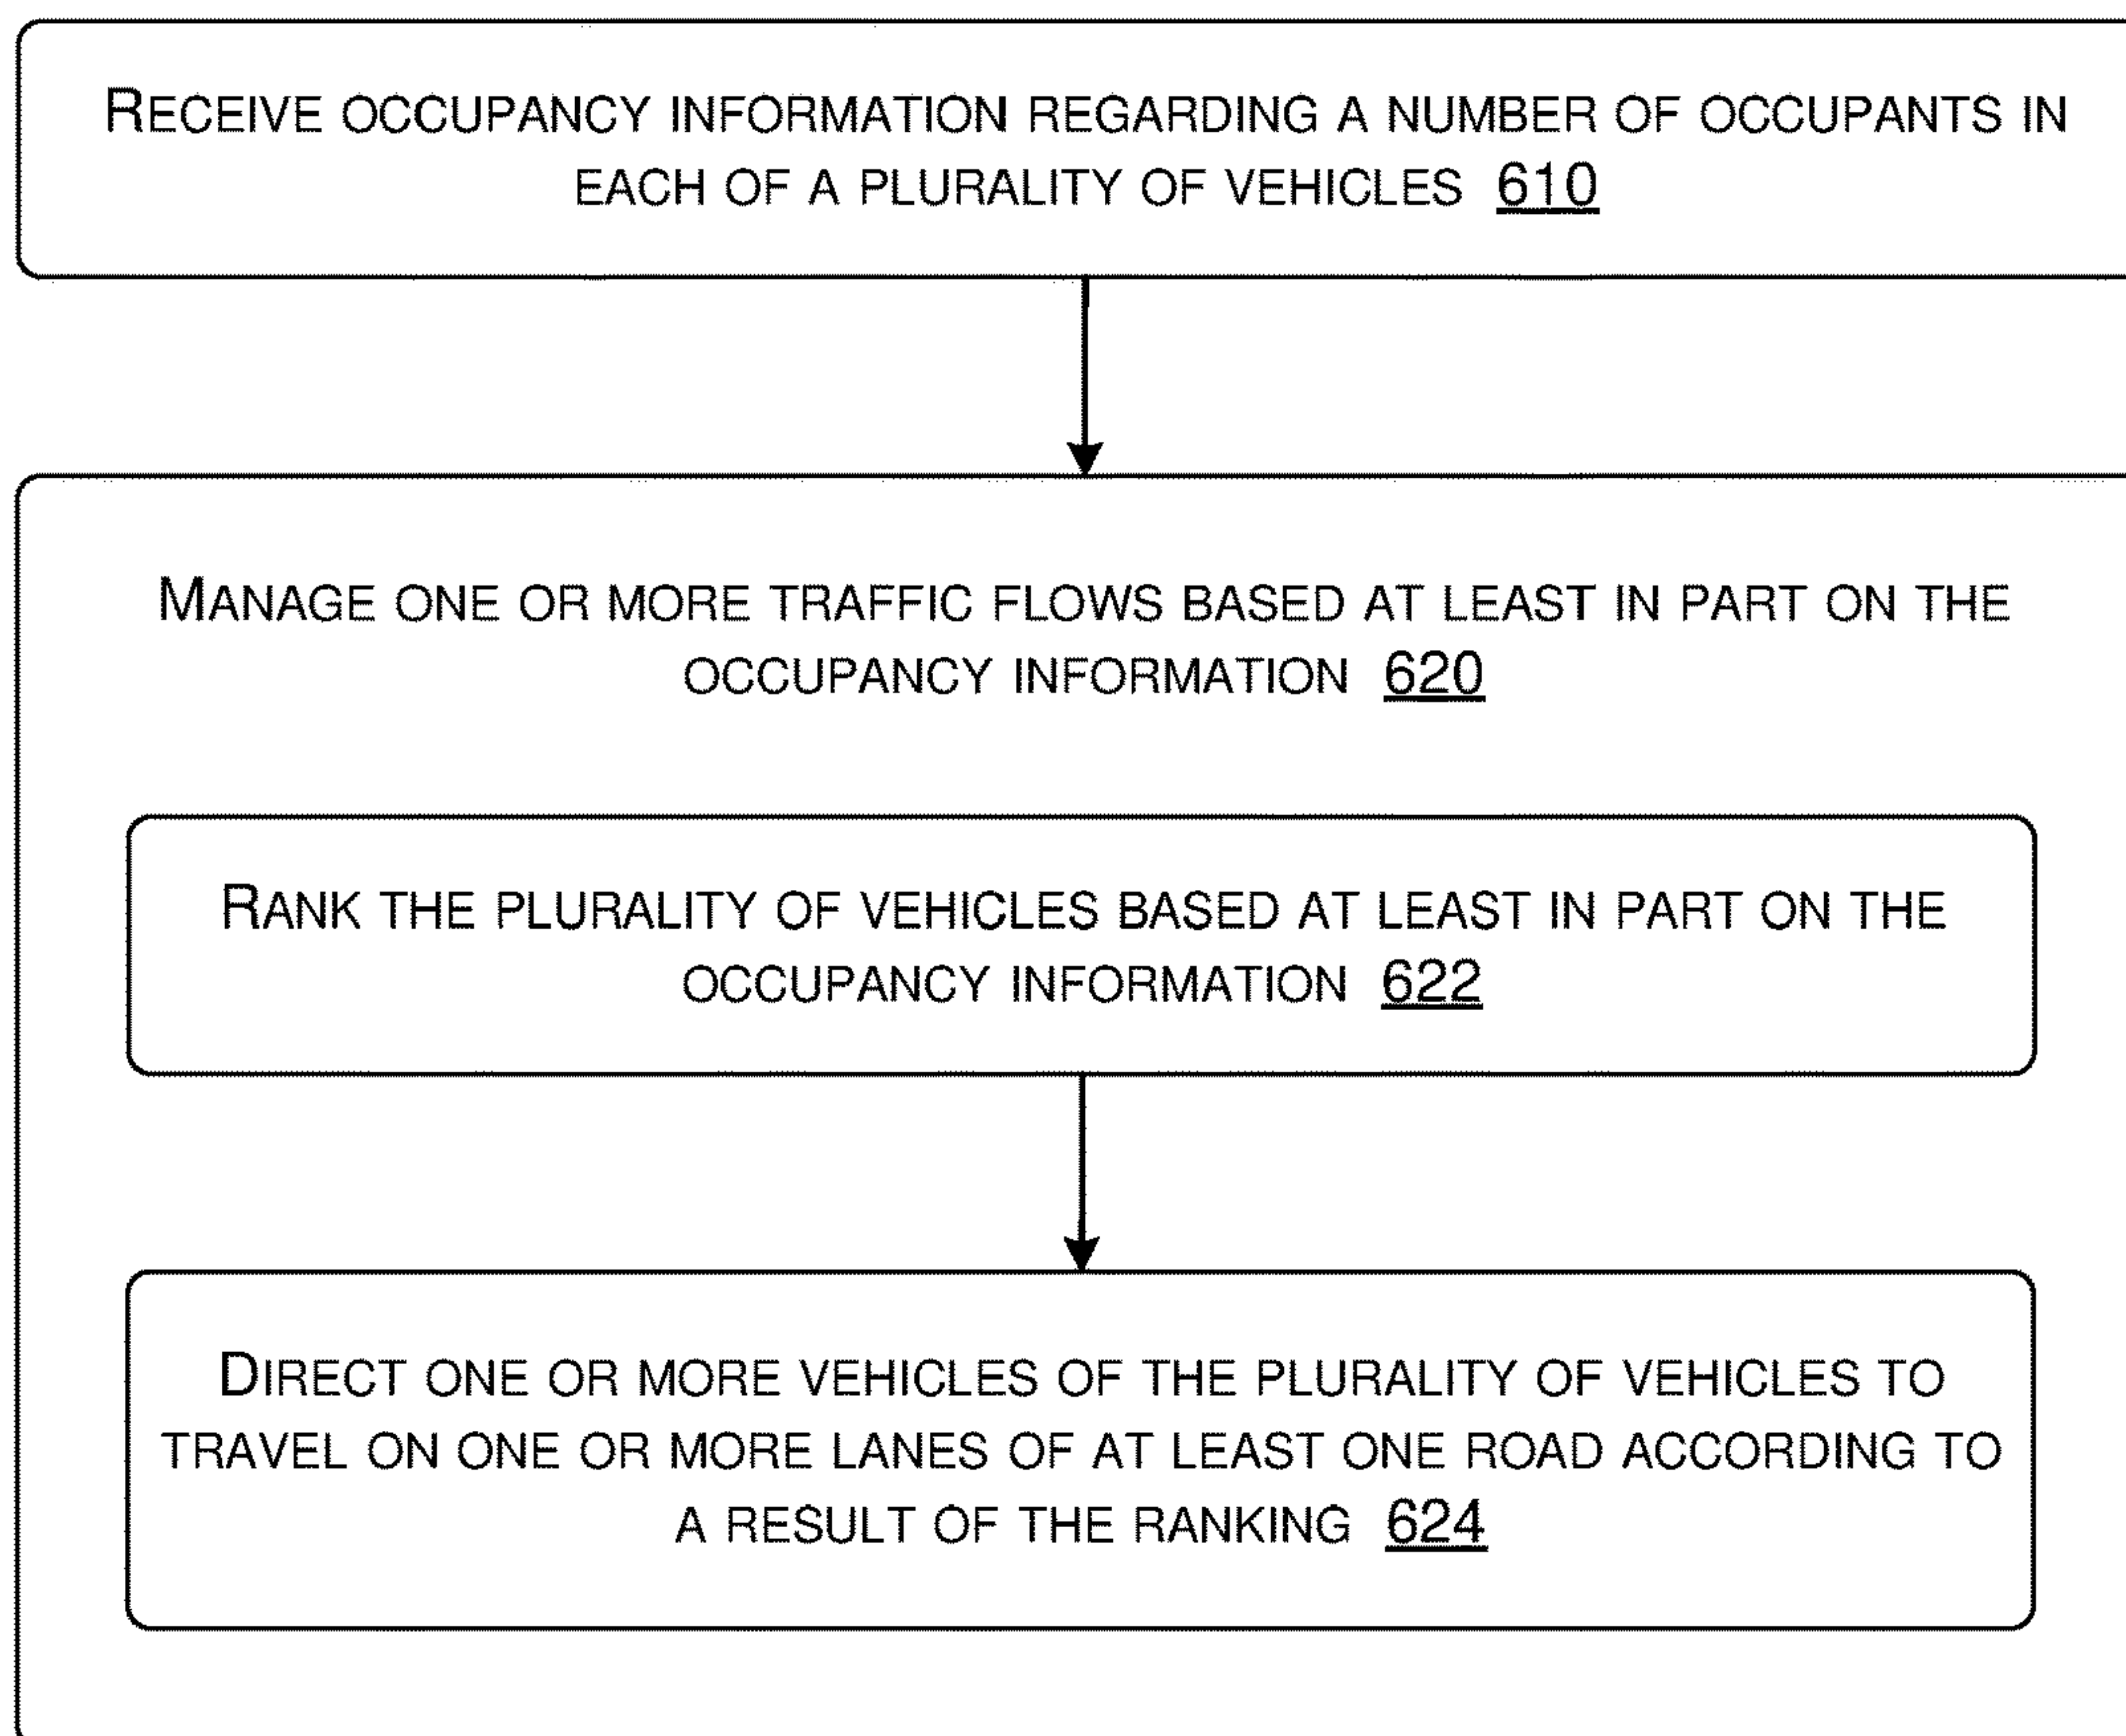 RECEIVE OCCUPANCY INFORMATION REGARDING A NUMBER OF OCCUPANTS IN
EACH OF A PLURALITY OF VEHICLES 610
MANAGE ONE OR MORE TRAFFIC FLOWS BASED AT LEAST IN PART ON THE
OCCUPANCY INFORMATION 620
RANK THE PLURALITY OF VEHICLES BASED AT LEAST IN PART ON THE
OCCUPANCY INFORMATION 622
DIRECT ONE OR MORE VEHICLES OF THE PLURALITY OF VEHICLES TO
TRAVEL ON ONE OR MORE LANES OF AT LEAST ONE ROAD ACCORDING TO
A RESULT OF THE RANKING 624